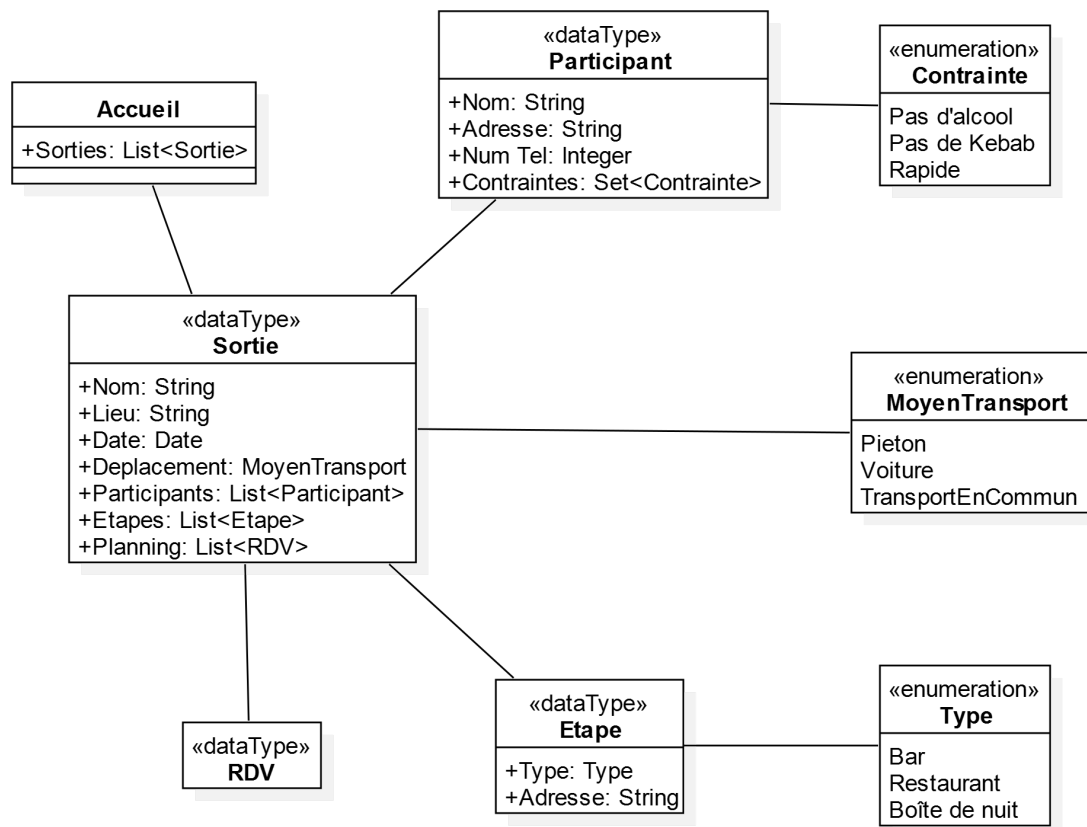 Accueil
+Sorties: List<Sortie>
«dataType»
Participant
+Nom: String
+Adresse: String
+Num Tel: Integer
+Contraintes: Set<Contrainte>
«enumeration»
Contrainte
Pas d'alcool
Pas de Kebab
Rapide
«dataType»
Sortie
+Nom: String
+Lieu: String
+Date: Date
+Deplacement: MoyenTransport
+Participants: List<Participant>
+Etapes: List<Etape>
+Planning: List<RDV>
«enumeration»
MoyenTransport
Pieton
Voiture
TransportEnCommun
«dataType»
RDV
«dataType»
Etape
+Type: Type
+Adresse: String
«enumeration»
Type
Bar
Restaurant
Boîte de nuit